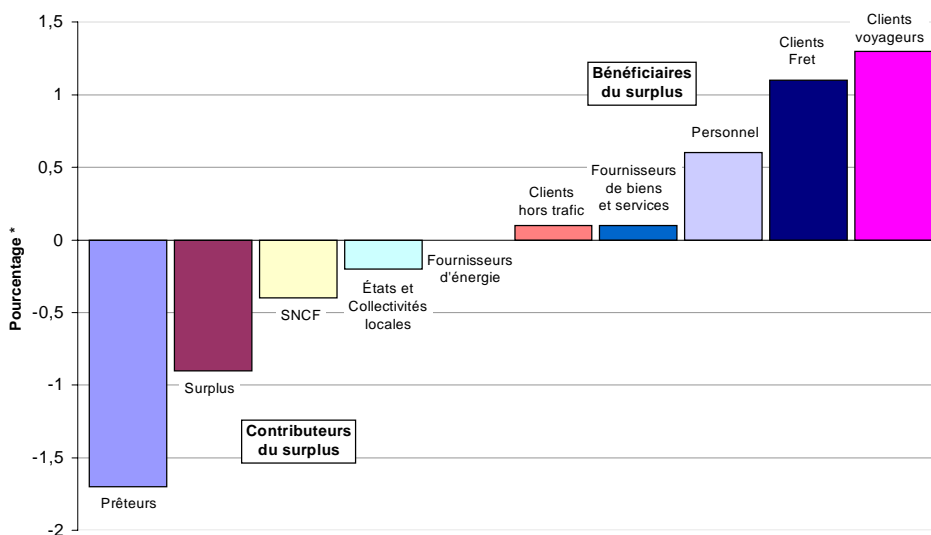 1,5
1
0,5
0
-0,5
-1
-1,5
-2
Pourcentage *
Prêteurs
Surplus
SNCF
États et
Collectivités
locales
Fournisseurs
d'énergie
Clients
hors trafic
Fournisseurs
de biens
et services
Personnel
Clients
Fret
Clients
voyageurs
Bénéficiaires
du surplus
Contributeurs
du surplus